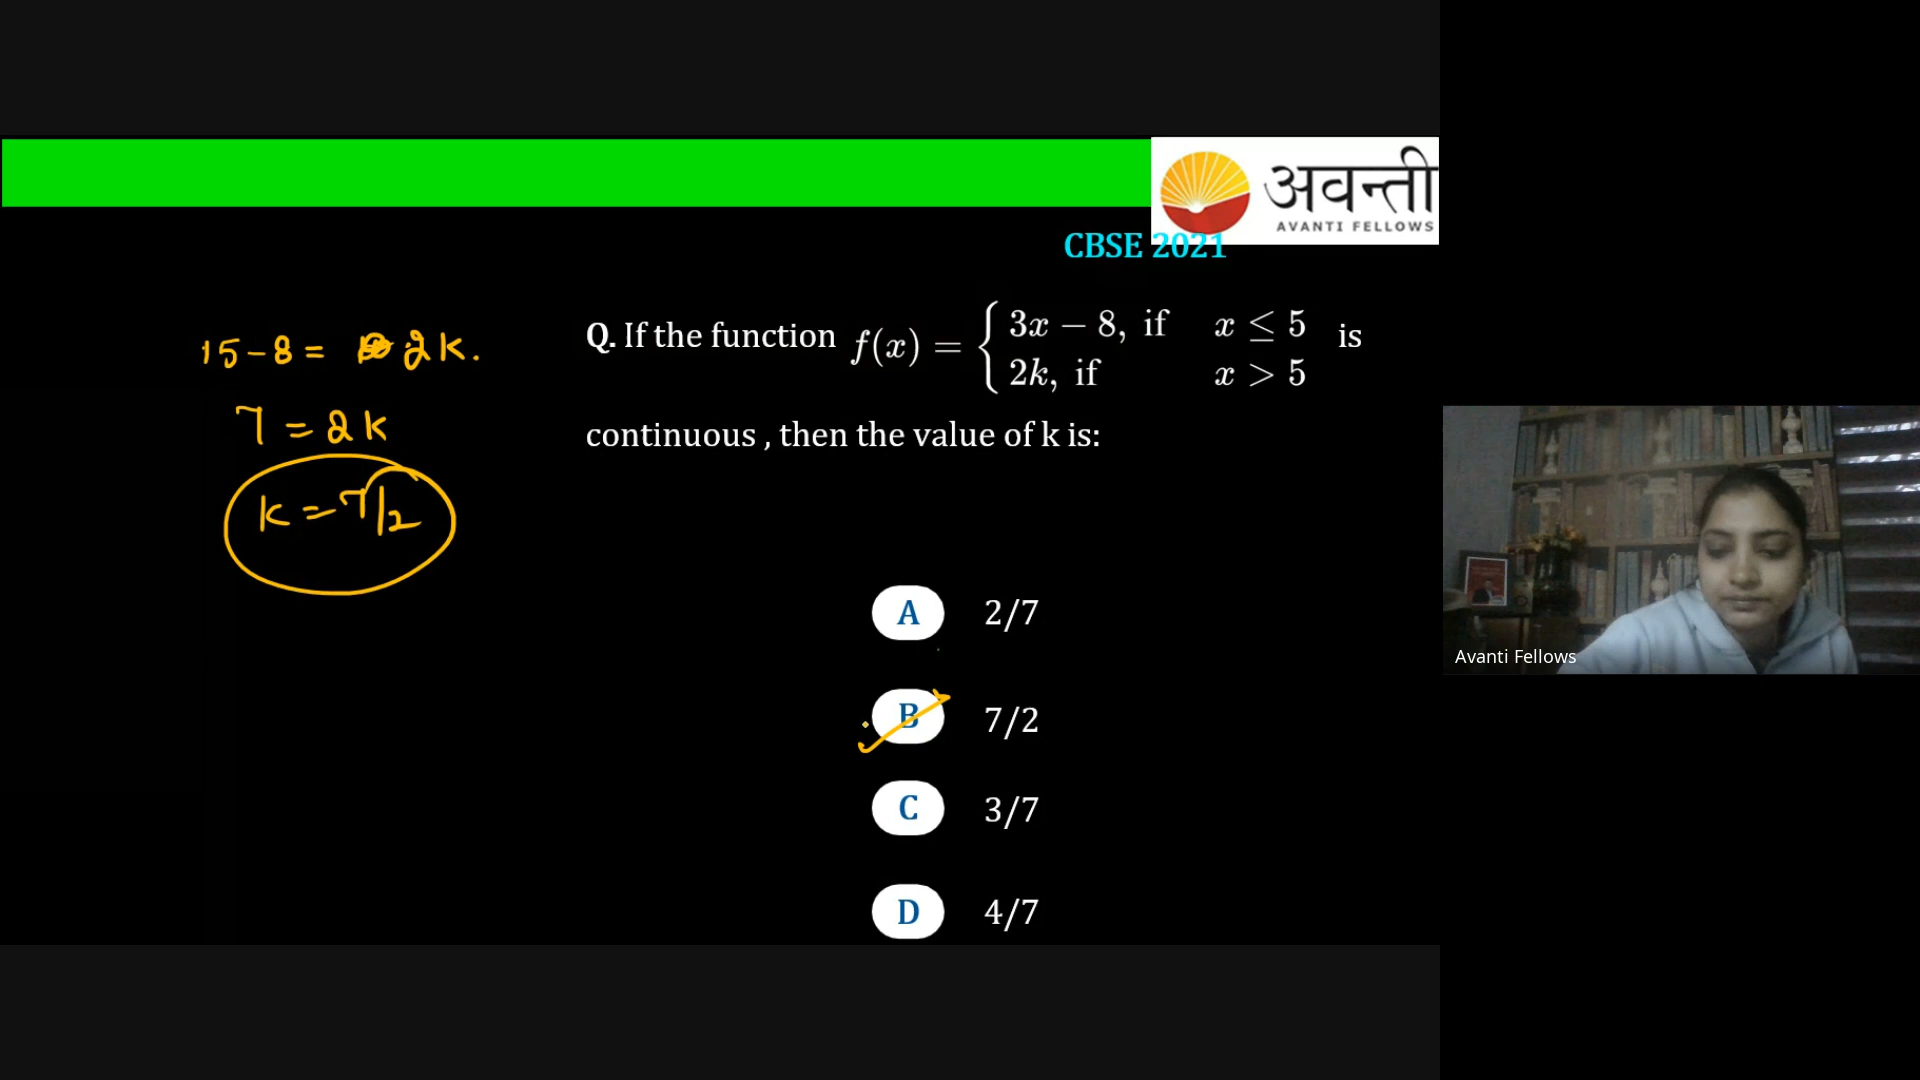 अवन्ती
AVANTI FELLOWS
CBSE 2021
Q. If the function f(x) = { 3x − 8, if x ≤ 5
2k, if x > 5 is
continuous , then the value of k is:
15-8 = 2k.
7 = 2k
k = 7/2
A 2/7
B 7/2
C 3/7
D 4/7
Avanti Fellows